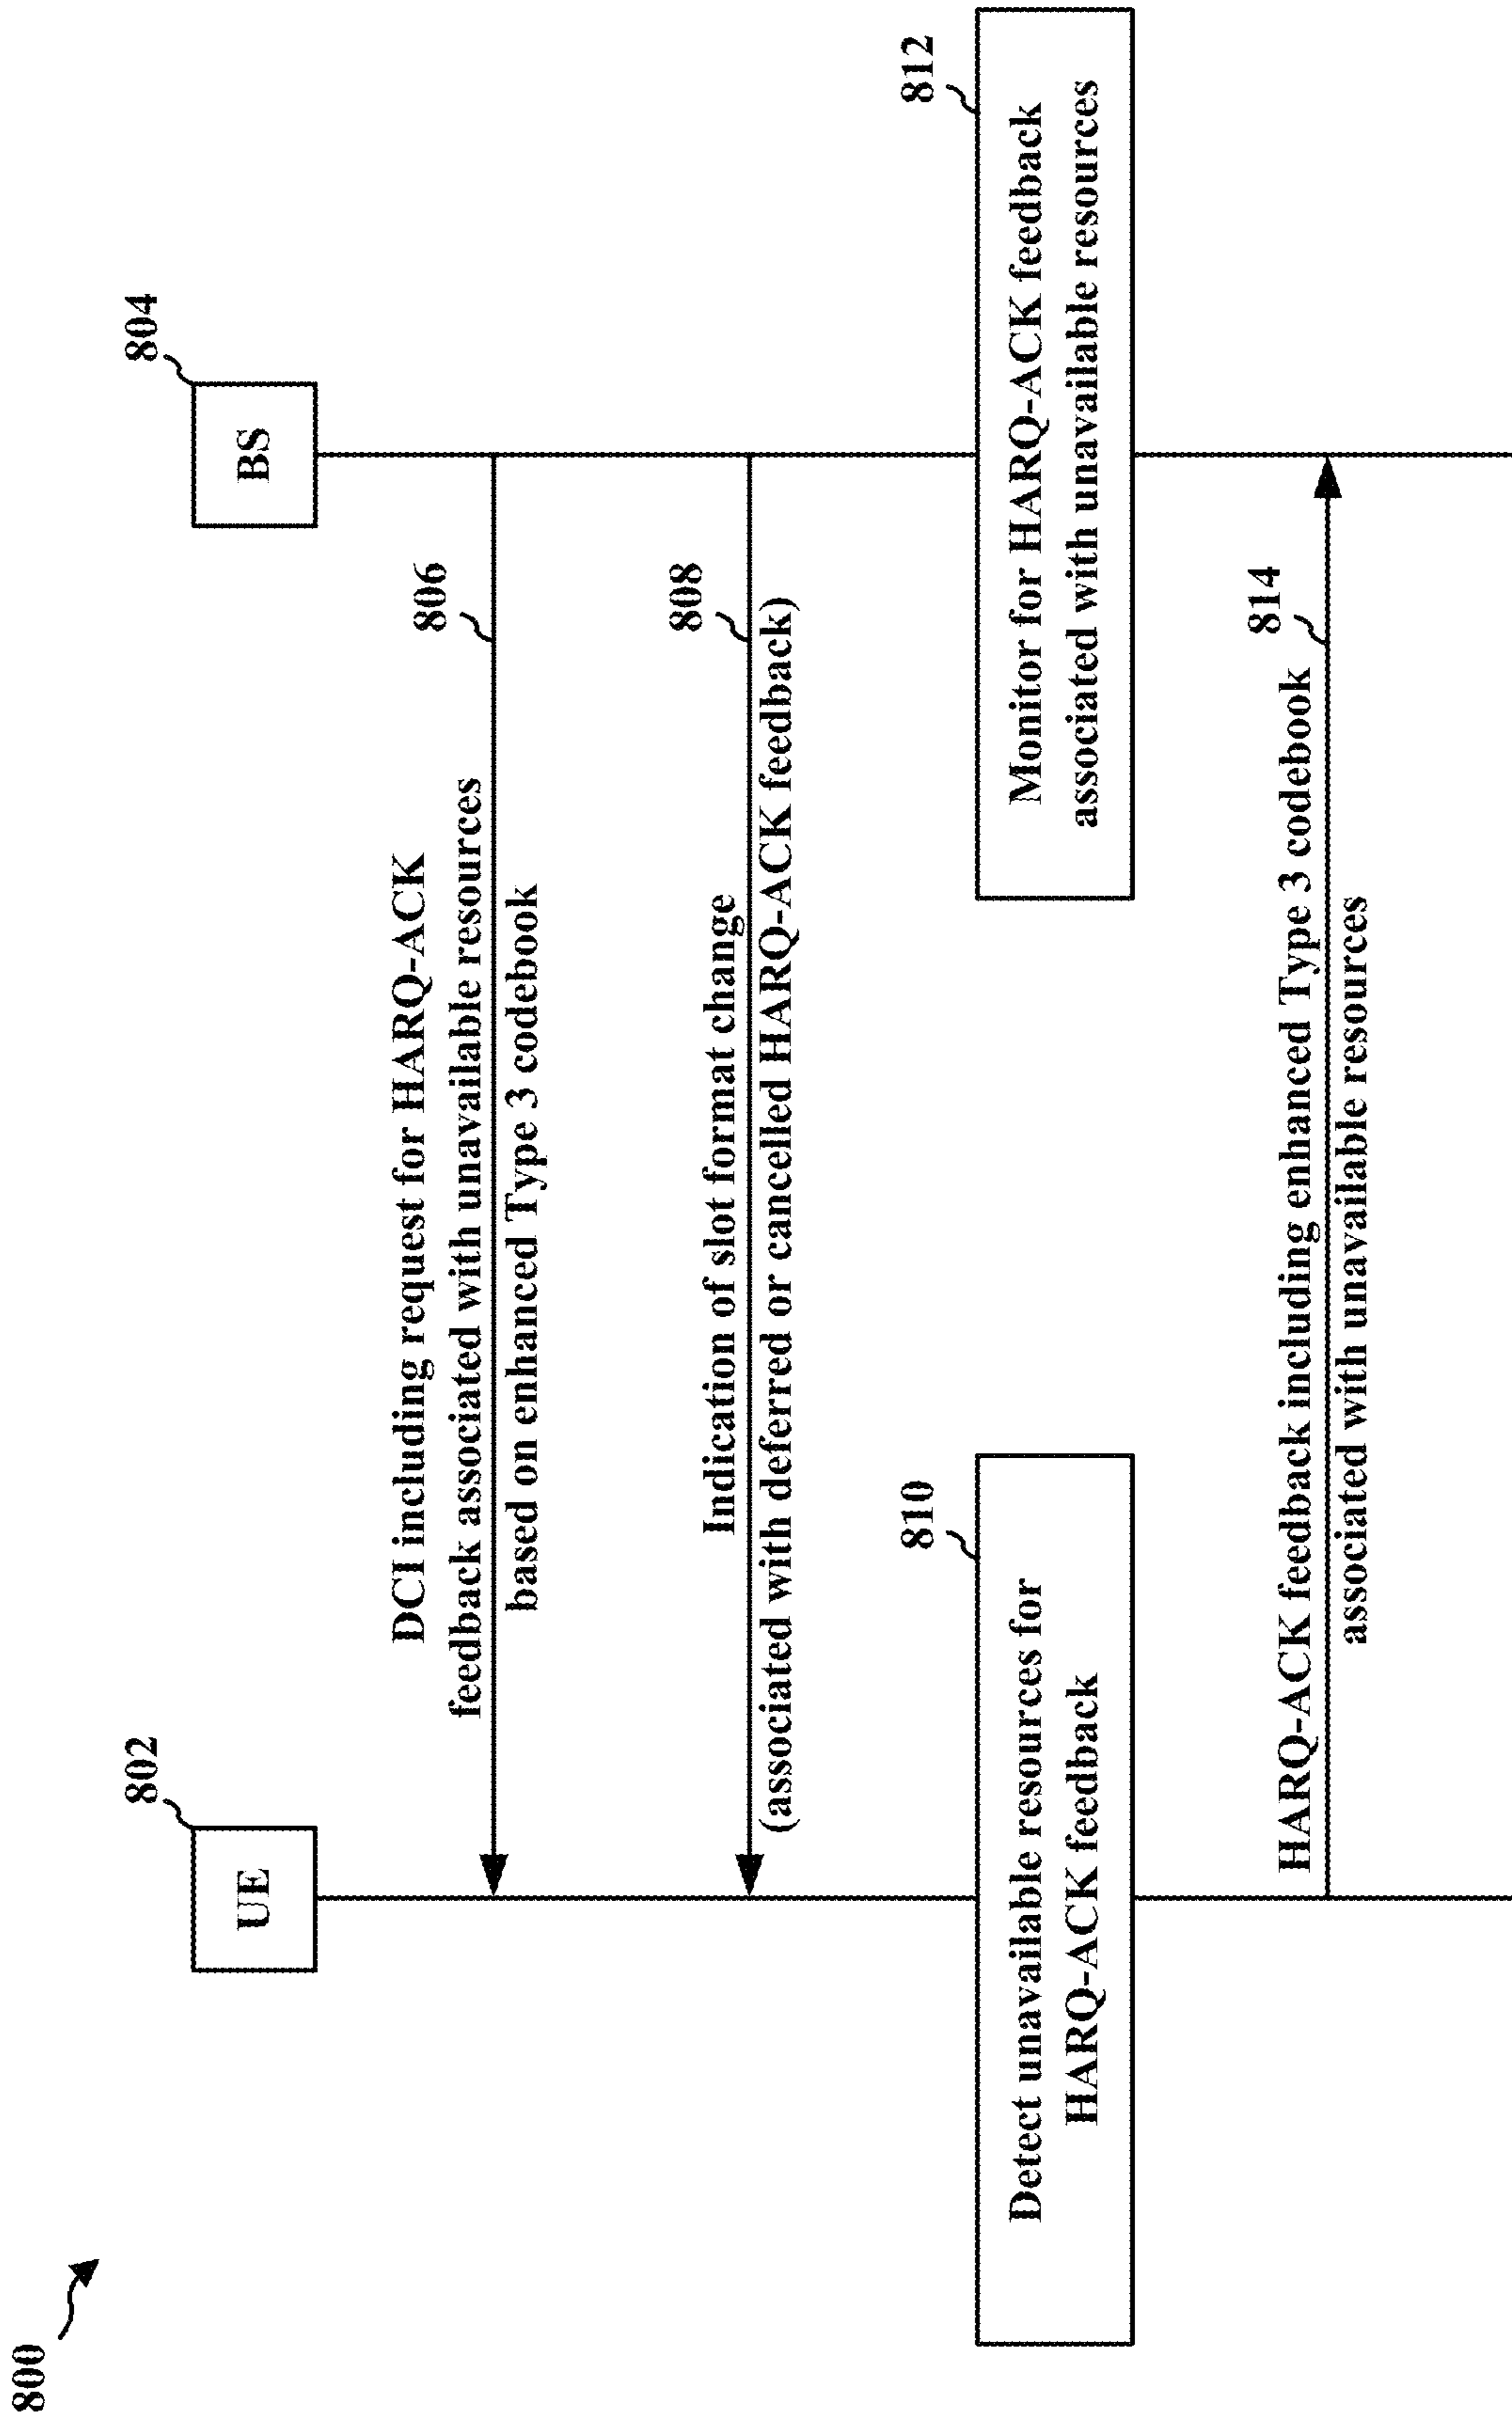 800
802
UE
804
BS
DCI including request for HARQ-ACK
feedback associated with unavailable resources
based on enhanced Type 3 codebook
806
Indication of slot format change
(associated with deferred or cancelled HARQ-ACK feedback)
808
810
Detect unavailable resources for
HARQ-ACK feedback
812
Monitor for HARQ-ACK feedback
associated with unavailable resources
HARQ-ACK feedback including enhanced Type 3 codebook
associated with unavailable resources
814